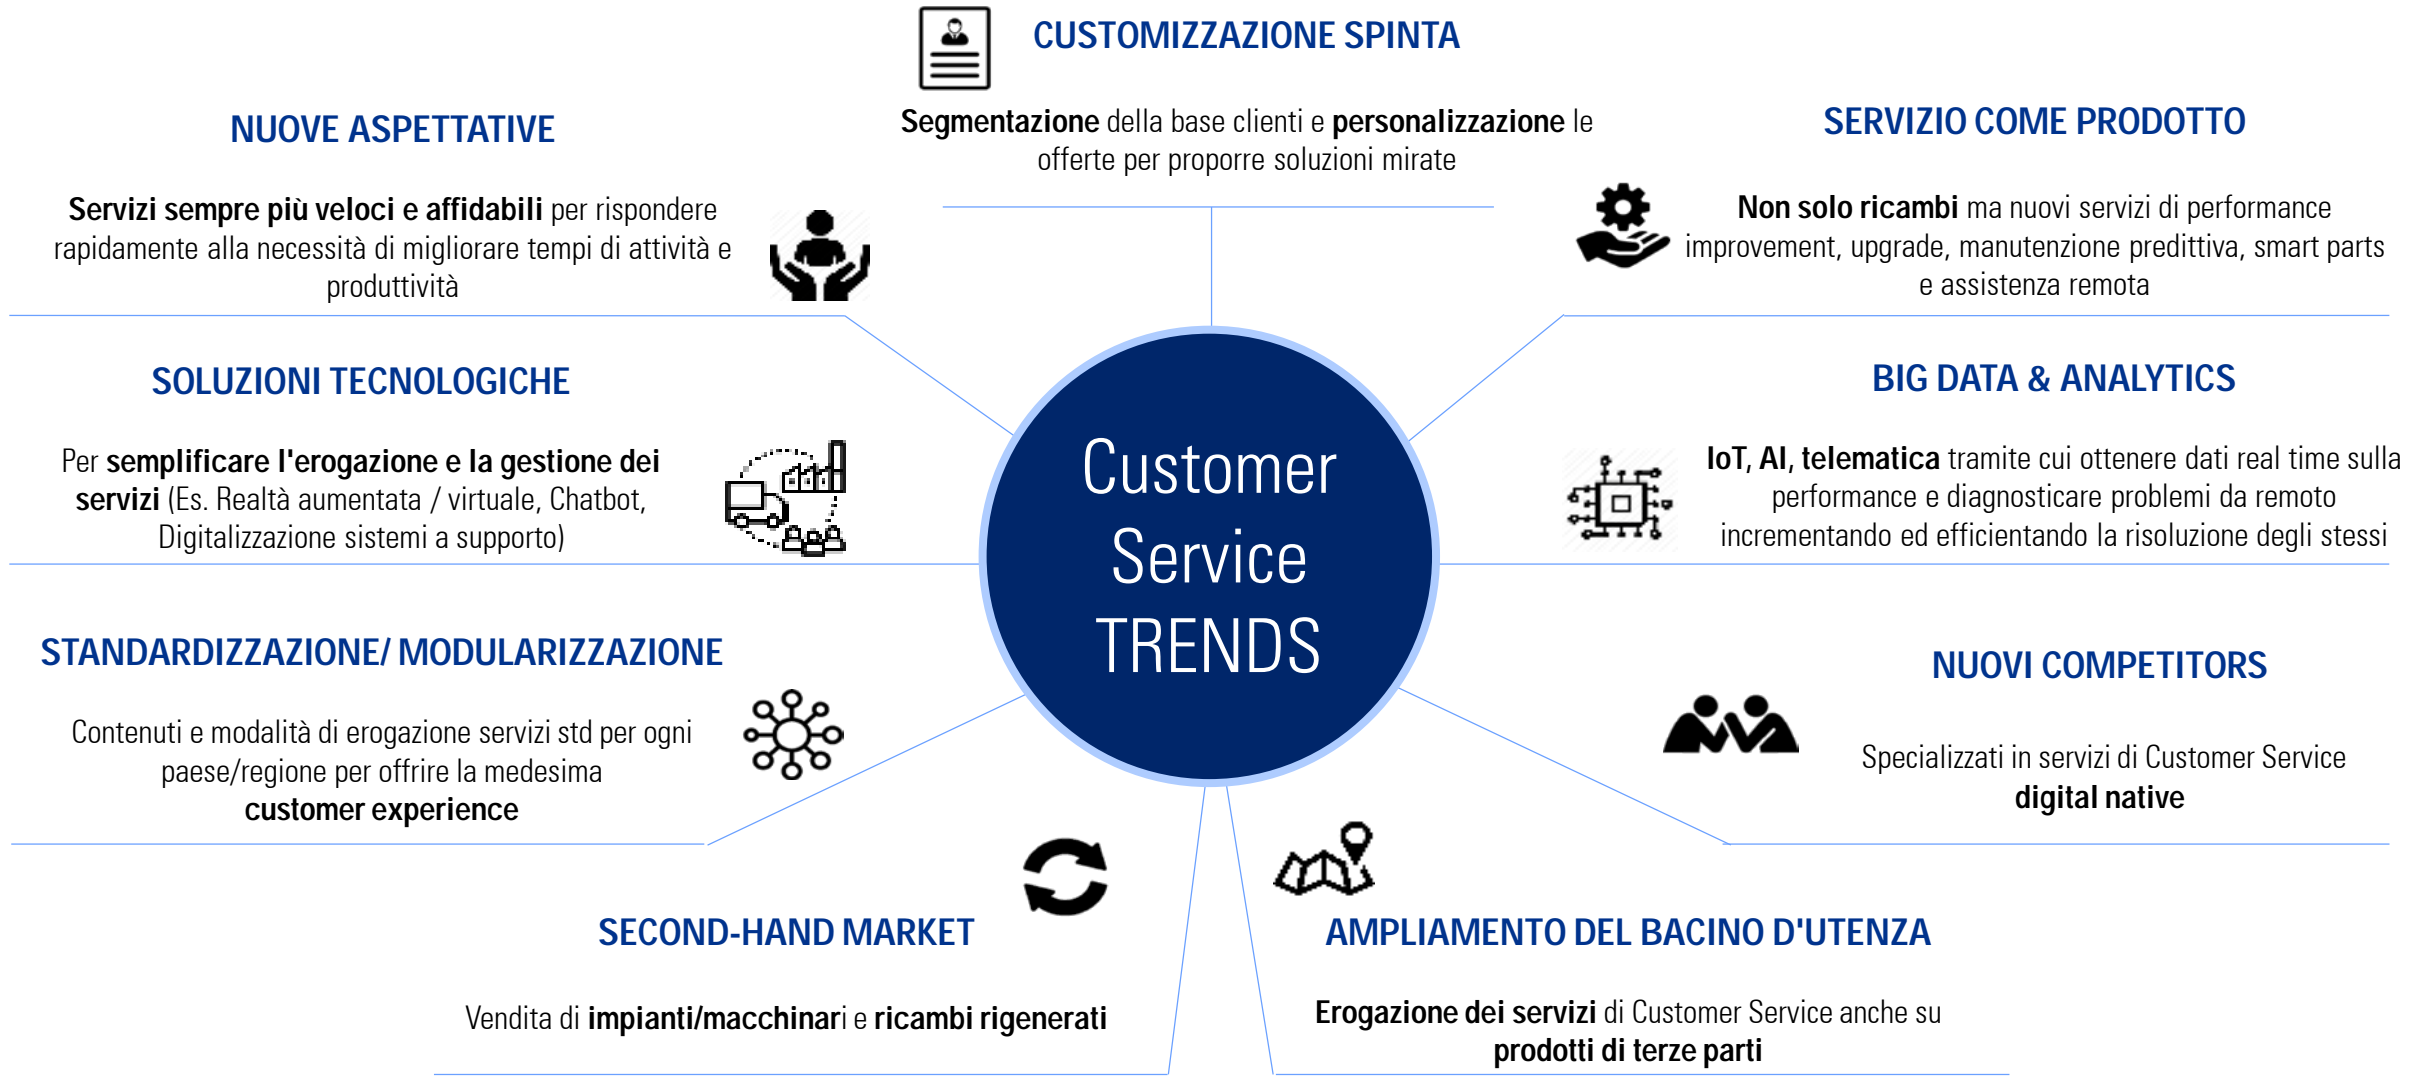 CUSTOMIZZAZIONE SPINTA
Segmentazione della base clienti e personalizzazione le
offerte per proporre soluzioni mirate
NUOVE ASPETTATIVE
Servizi sempre più veloci e affidabili per rispondere
rapidamente alla necessità di migliorare tempi di attività e
produttività
SERVIZIO COME PRODOTTO
Non solo ricambi ma nuovi servizi di performance
improvement, upgrade, manutenzione predittiva, smart parts
e assistenza remota
SOLUZIONI TECNOLOGICHE
Per semplificare l'erogazione e la gestione dei
servizi (Es. Realtà aumentata / virtuale, Chatbot,
Digitalizzazione sistemi a supporto)
Customer
Service
TRENDS
BIG DATA & ANALYTICS
IoT, AI, telematica tramite cui ottenere dati real time sulla
performance e diagnosticare problemi da remoto
incrementando ed efficientando la risoluzione degli stessi
STANDARDIZZAZIONE/ MODULARIZZAZIONE
Contenuti e modalità di erogazione servizi std per ogni
paese/regione per offrire la medesima
customer experience
NUOVI COMPETITORS
Specializzati in servizi di Customer Service
digital native
SECOND-HAND MARKET
Vendita di impianti/macchinari e ricambi rigenerati
AMPLIAMENTO DEL BACINO D'UTENZA
Erogazione dei servizi di Customer Service anche su
prodotti di terze parti